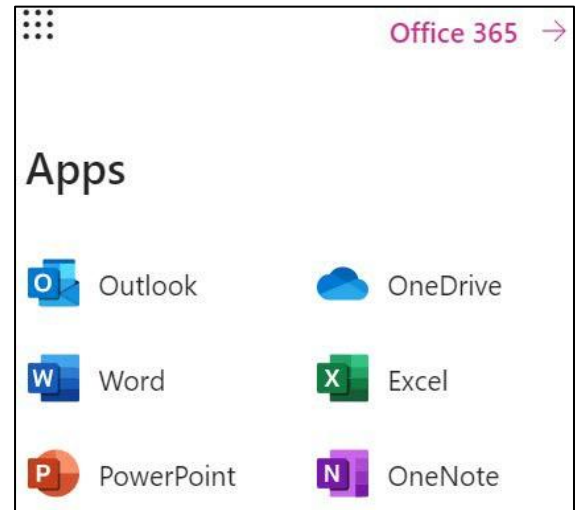 Office 365 →
Apps
O Outlook
OneDrive
W Word
X Excel
P PowerPoint
N OneNote